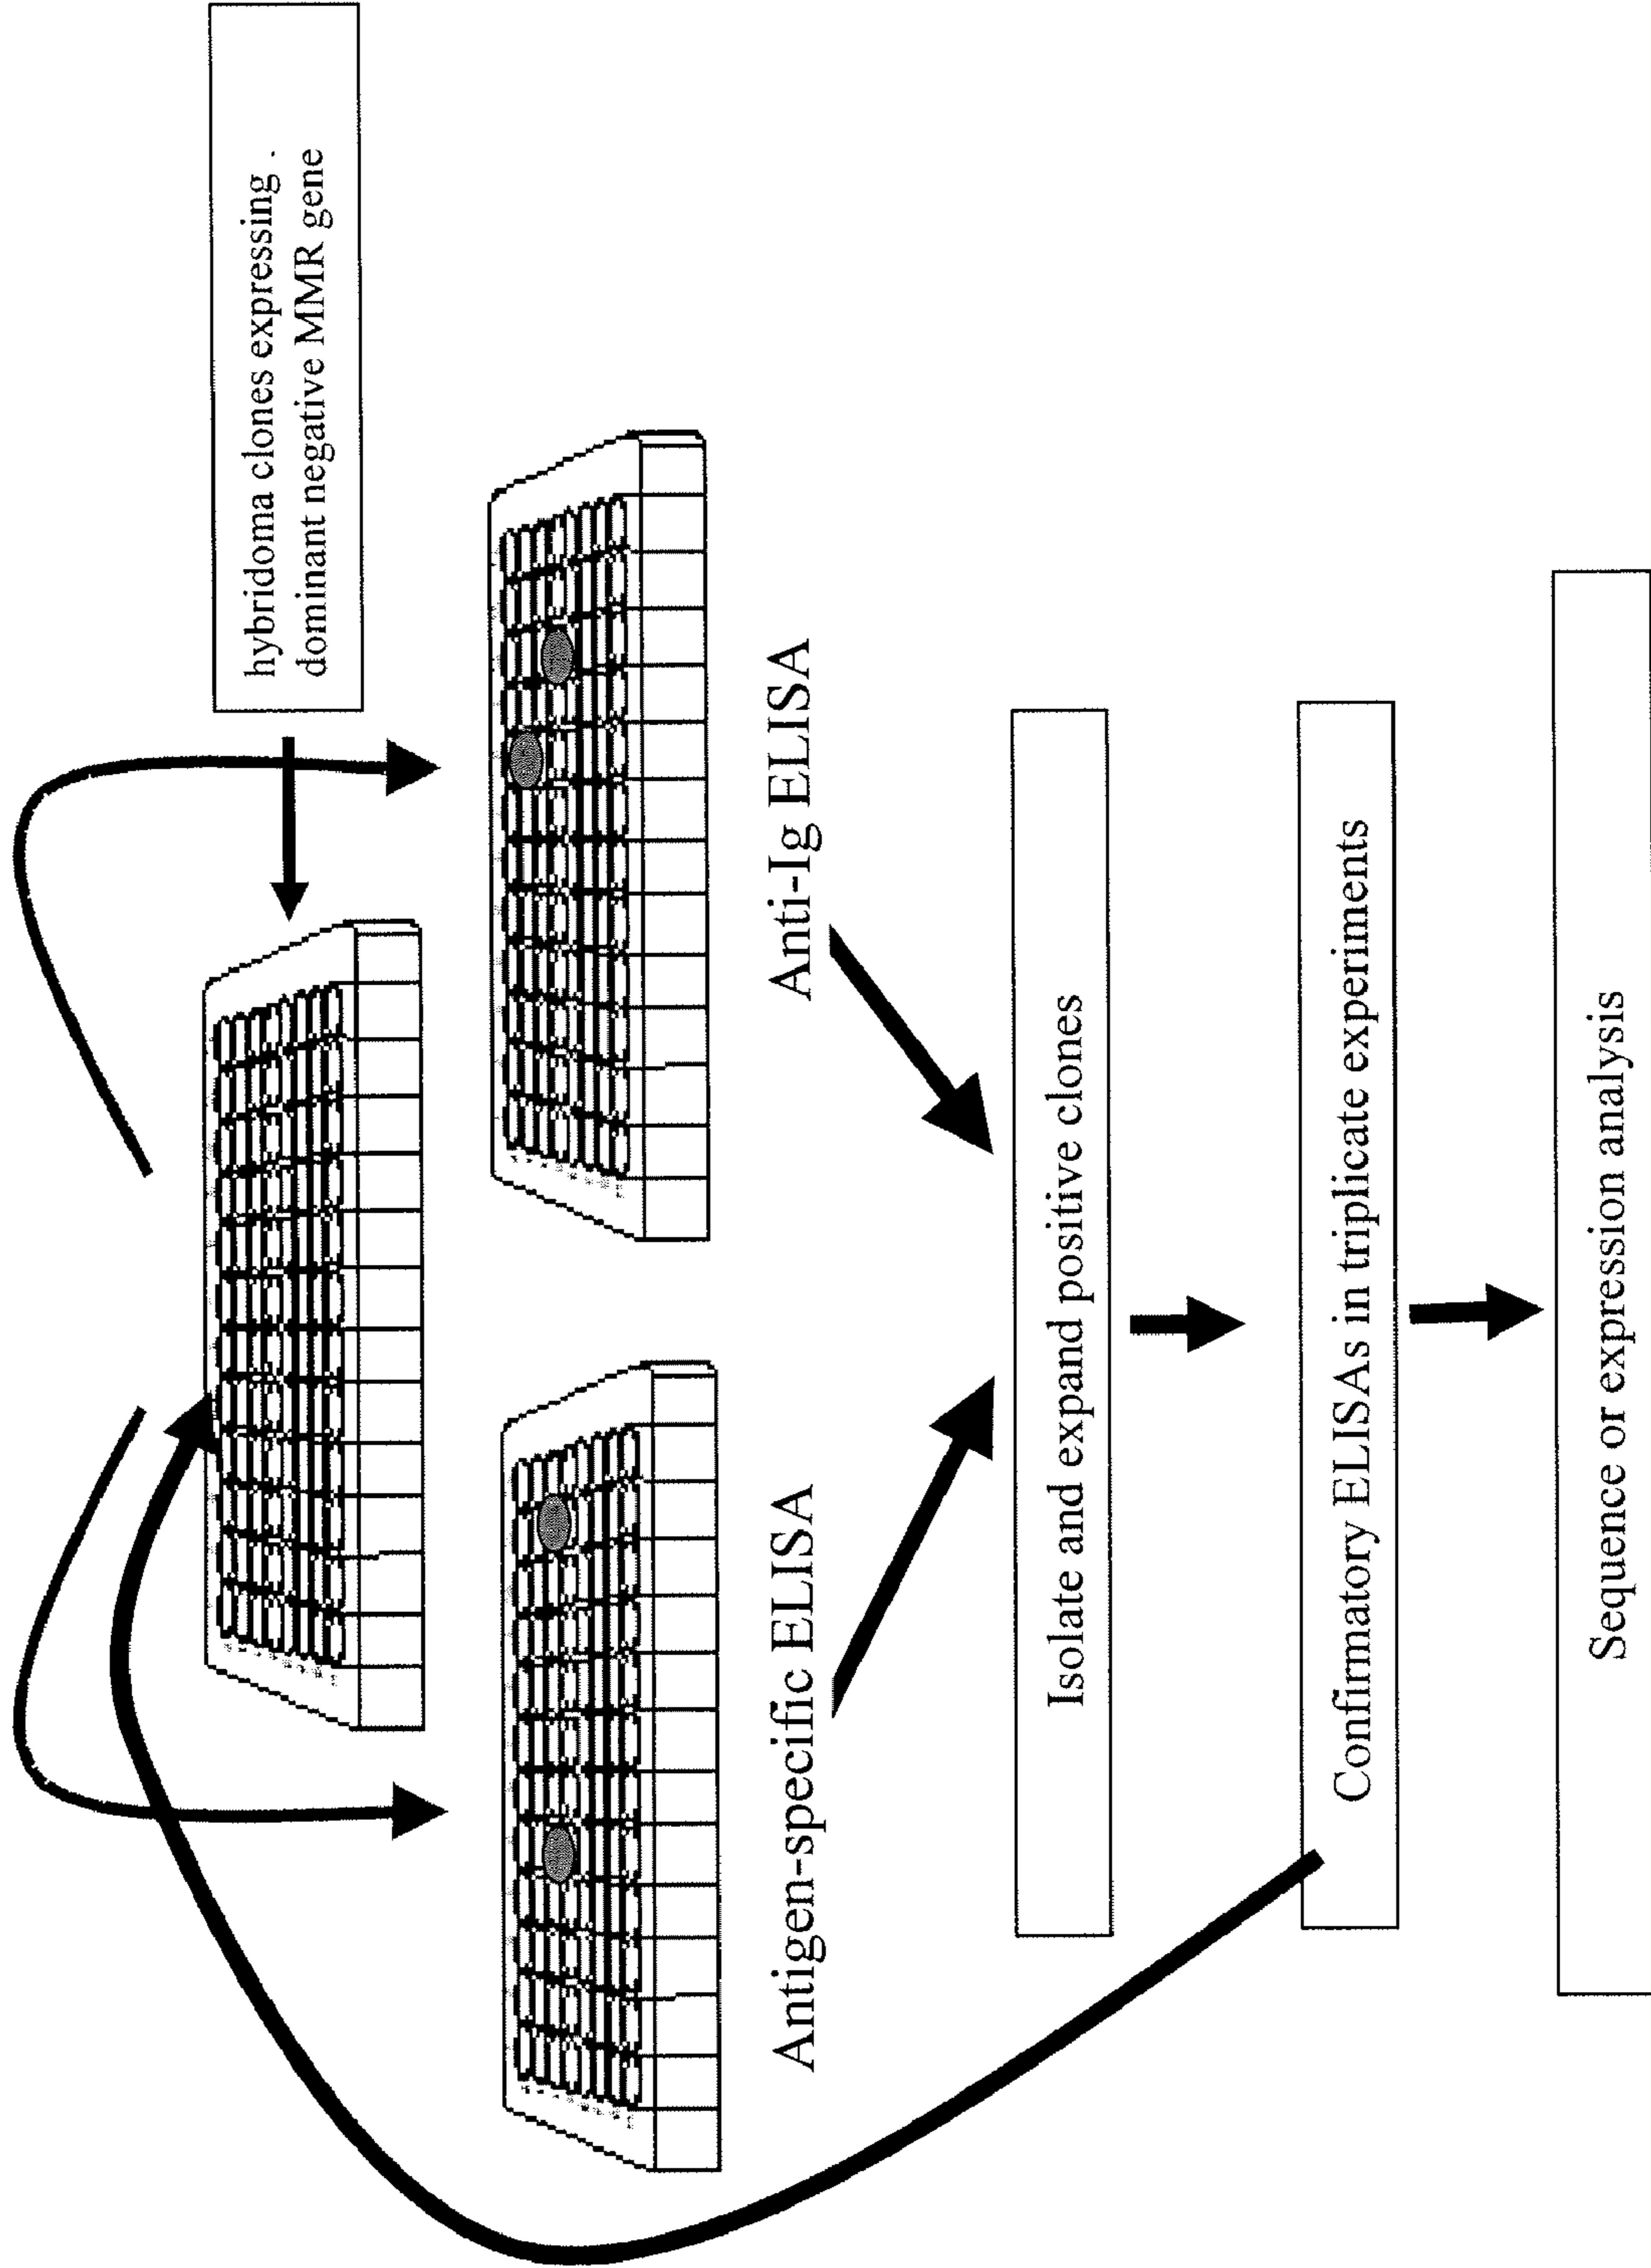 hybridoma clones expressing .
dominant negative MMR gene
Antigen-specific ELISA
Anti-Ig ELISA
Isolate and expand positive clones
Confirmatory ELISAs in triplicate experiments
Sequence or expression analysis